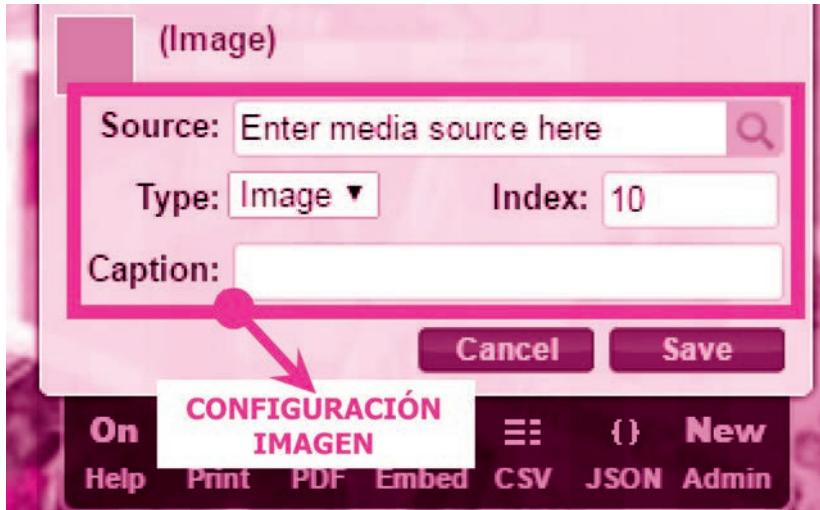 (Image)
Source: Enter media source here
Type: Image ▼ Index: 10
Caption:
Cancel Save
CONFIGURACIÓN
IMAGEN
On {} New
Help Print PDF Embed CSV JSON Admin